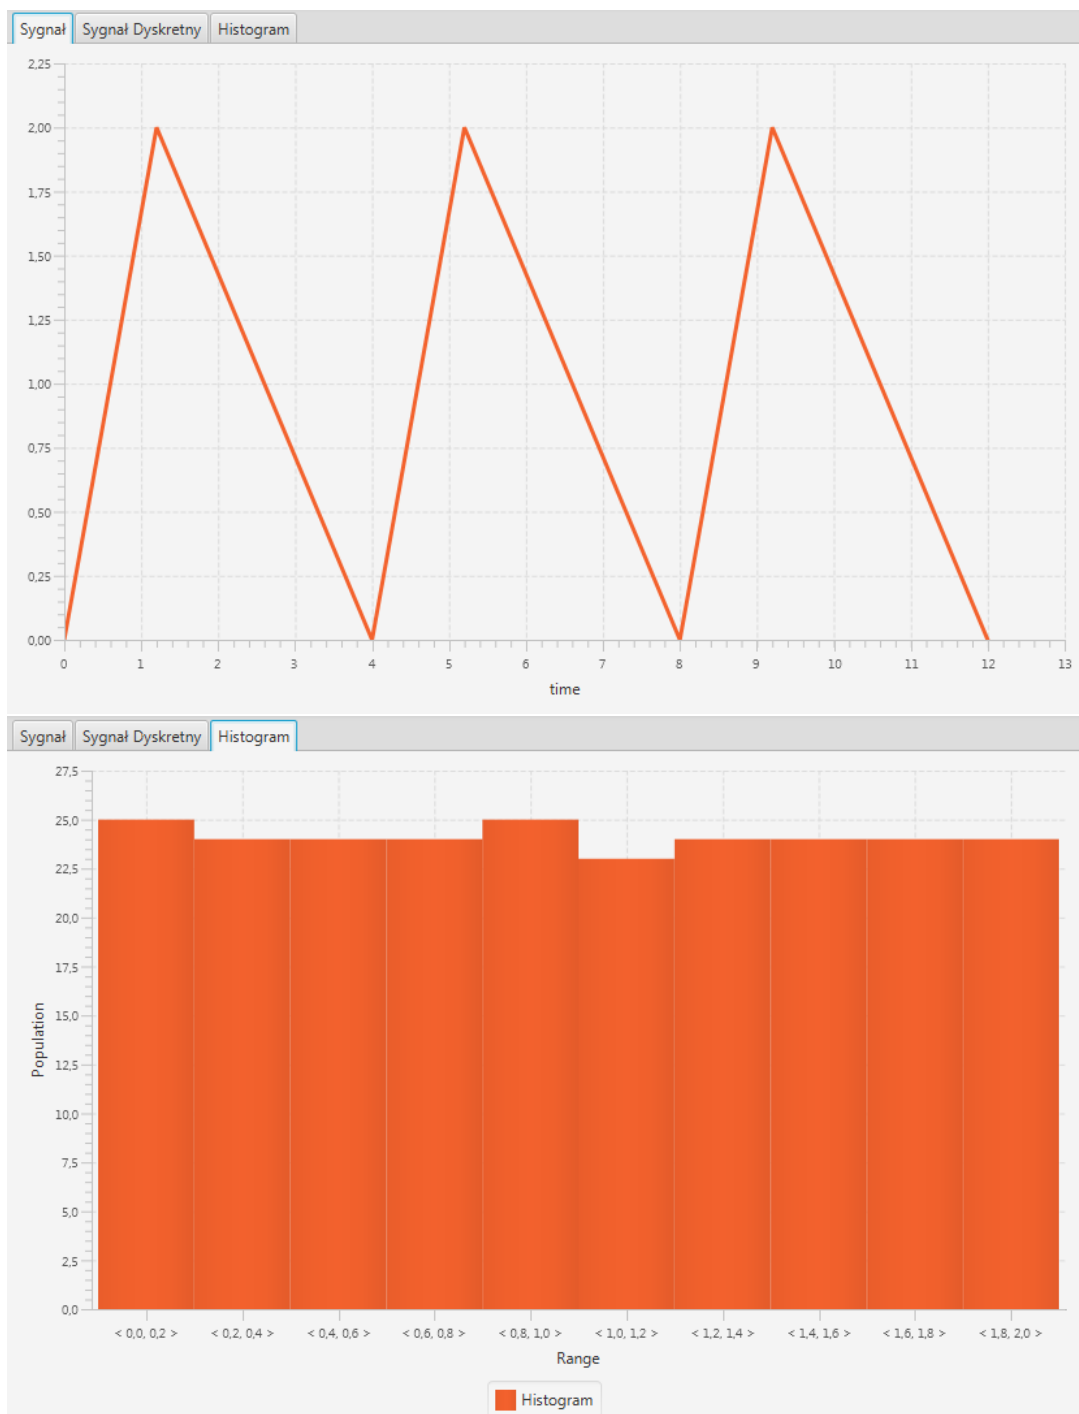 Sygnał Sygnał Dyskretny Histogram
2,25
2,00
1,75
1,50
1,25
1,00
0,75
0,50
0,25
0,00
0 1 2 3 4 5 6 7 8 9 10 11 12 13
time
Sygnał Sygnał Dyskretny Histogram
27,5
25,0
22,5
20,0
17,5
15,0
12,5
10,0
7,5
5,0
2,5
0,0
Population
< 0,0, 0,2 > < 0,2, 0,4 > < 0,4, 0,6 > < 0,6, 0,8 > < 0,8, 1,0 > < 1,0, 1,2 > < 1,2, 1,4 > < 1,4, 1,6 > < 1,6, 1,8 > < 1,8, 2,0 >
Range
Histogram